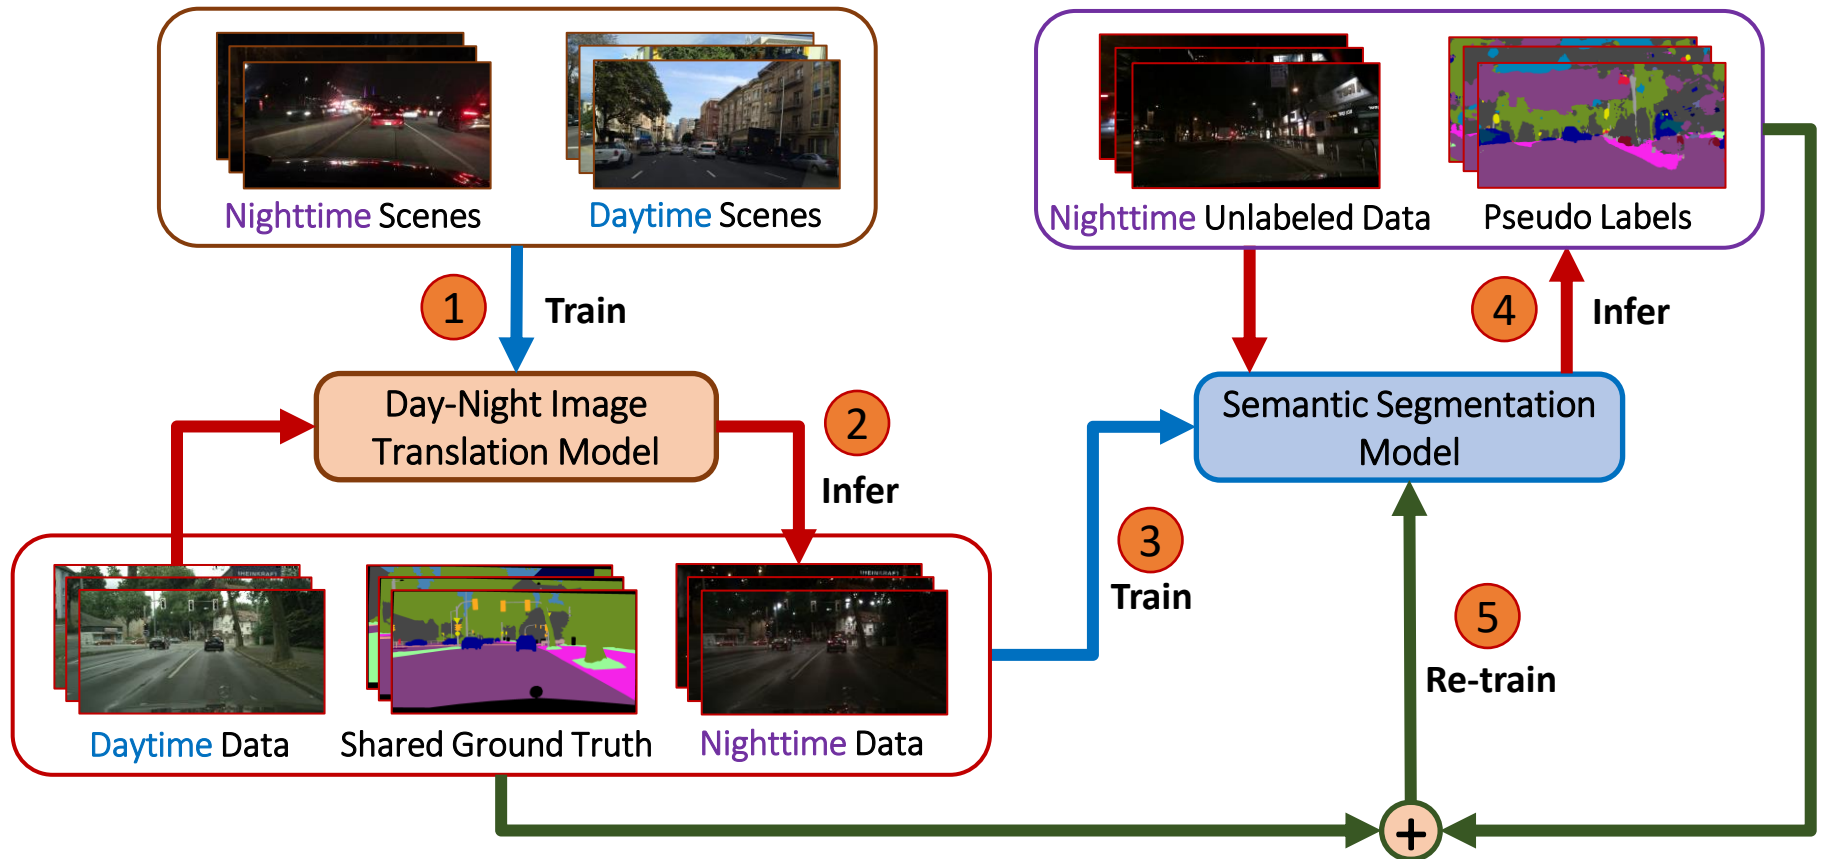 Nighttime Scenes
Daytime Scenes
Nighttime Unlabeled Data
Pseudo Labels
1
Train
4
Infer
Day-Night Image
Translation Model
2
Infer
Semantic Segmentation
Model
3
Train
5
Re-train
Daytime Data
Shared Ground Truth
Nighttime Data
+